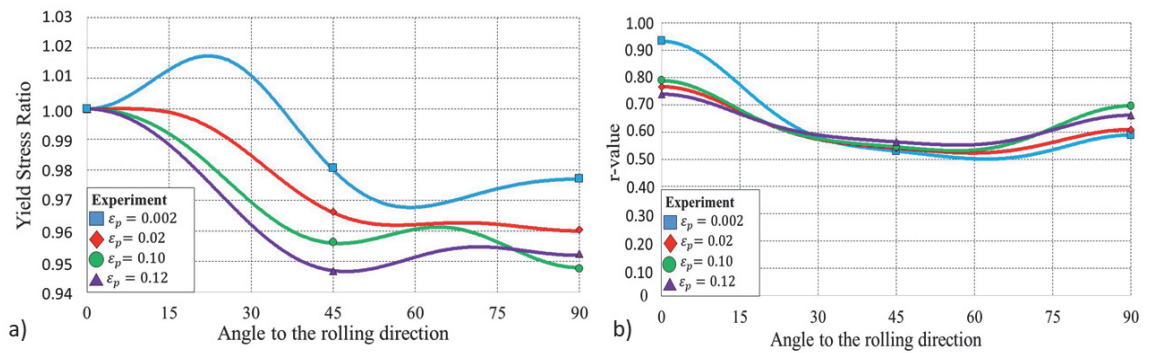 1.03
1.02
1.01
1.00
0.99
0.98
0.97
0.96
0.95
0.94
Yield Stress Ratio
Experiment
εp = 0.002
εp = 0.02
εp = 0.10
εp = 0.12
0 15 30 45 60 75 90
a) Angle to the rolling direction
1.00
0.90
0.80
0.70
0.60
0.50
0.40
0.30
0.20
0.10
0
r-value
Experiment
εp = 0.002
εp = 0.02
εp = 0.10
εp = 0.12
0 15 30 45 60 75 90
b) Angle to the rolling direction